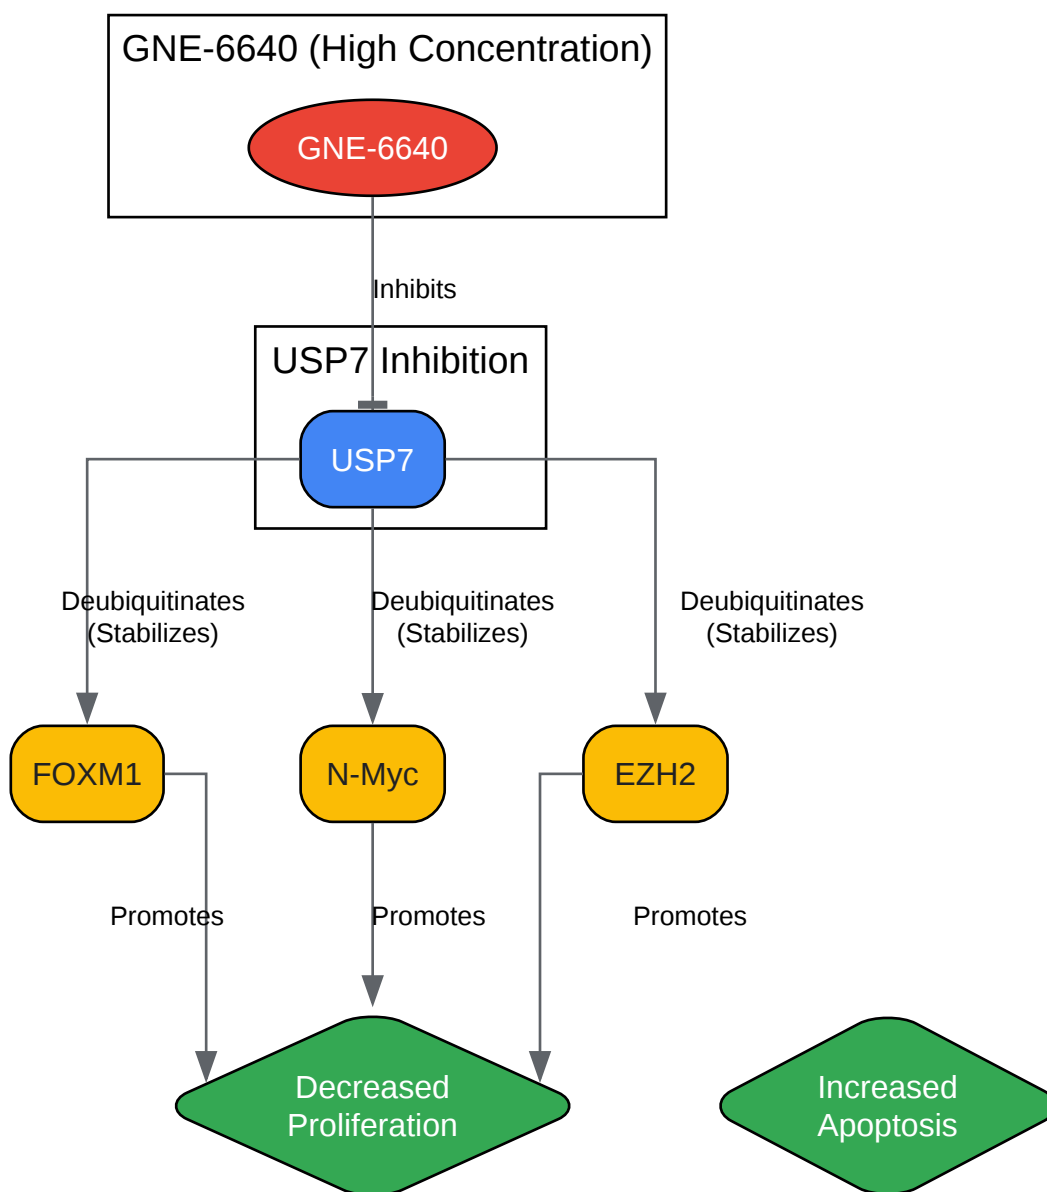 GNE-6640 (High Concentration)
GNE-6640
Inhibits
USP7 Inhibition
USP7
Deubiquitinates
(Stabilizes)
Deubiquitinates
(Stabilizes)
Deubiquitinates
(Stabilizes)
FOXM1
N-Myc
EZH2
Promotes
Promotes
Promotes
Decreased
Proliferation
Increased
Apoptosis